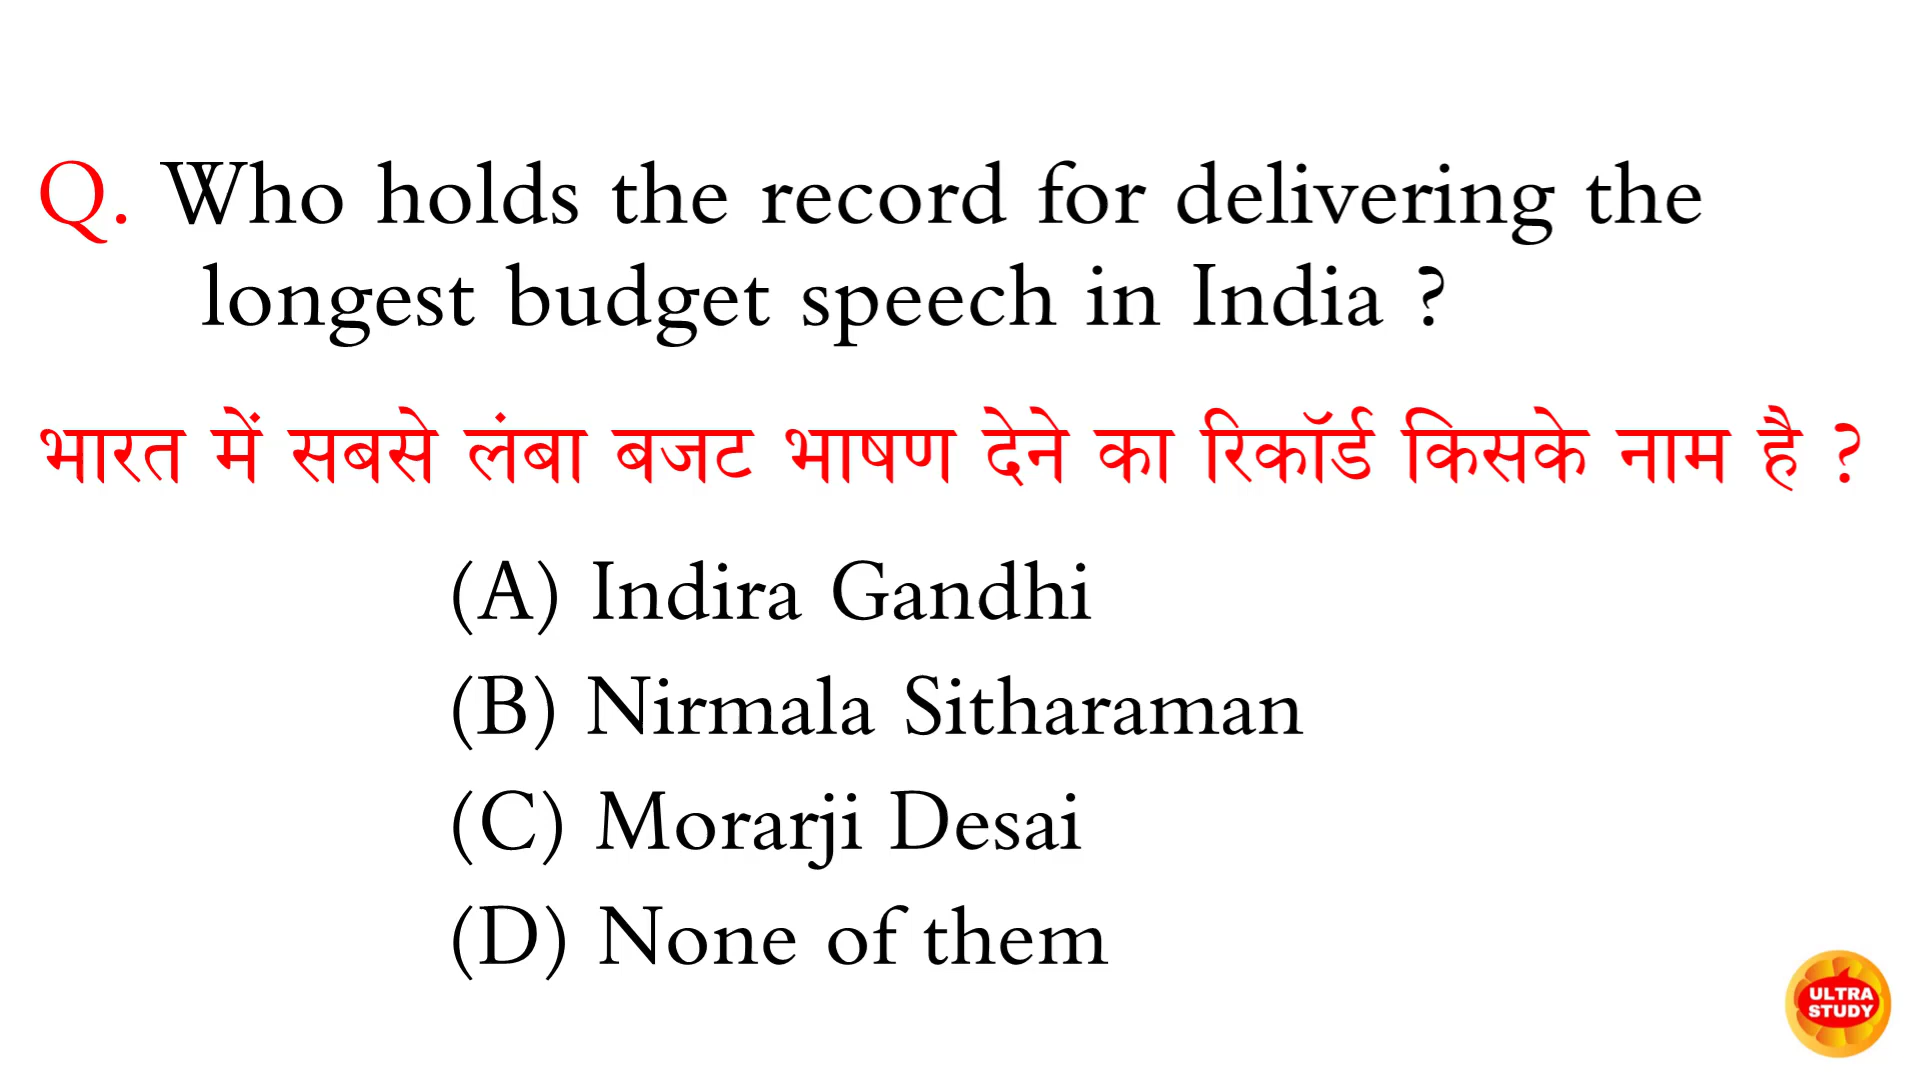 Q. Who holds the record for delivering the
longest budget speech in India ?
भारत में सबसे लंबा बजट भाषण देने का रिकॉर्ड किसके नाम है ?
(A) Indira Gandhi
(B) Nirmala Sitharaman
(C) Morarji Desai
(D) None of them
ULTRA
STUDY